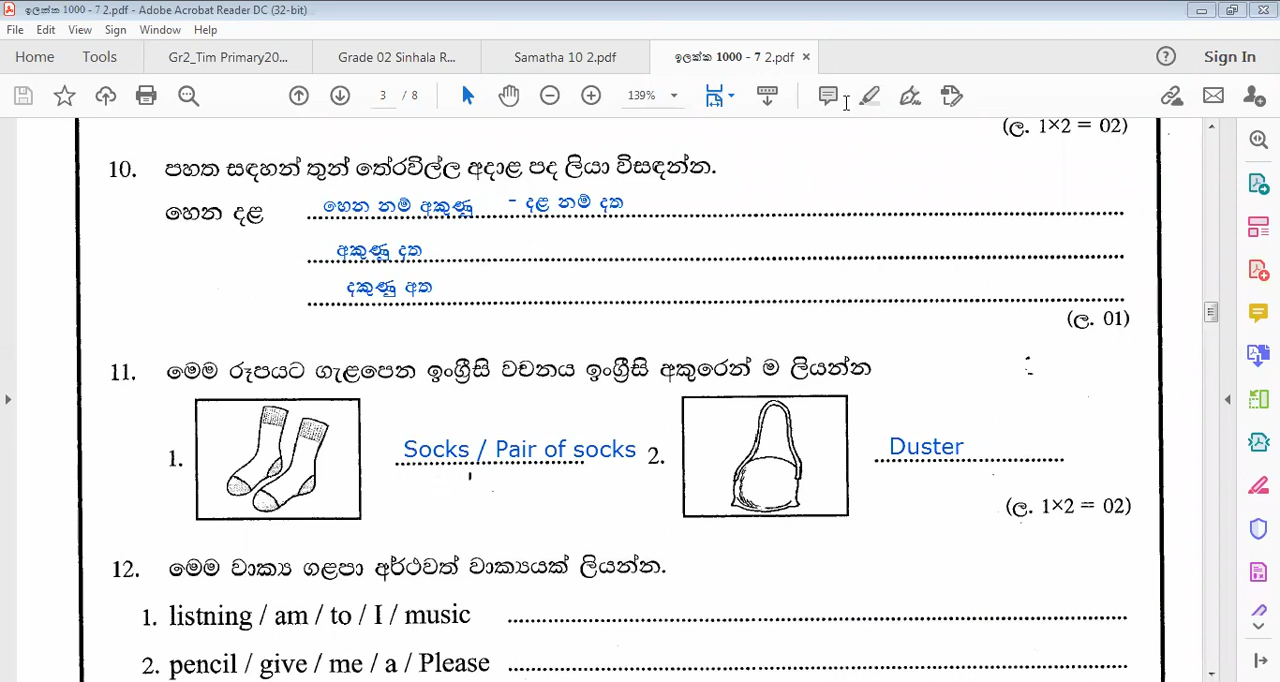 ඉලක්ක 1000 - 7 2.pdf - Adobe Acrobat Reader DC (32-bit)
File Edit View Sign Window Help
Home Tools Gr2_Tim Primary20... Grade 02 Sinhala R... Samatha 10 2.pdf ඉලක්ක 1000 - 7 2.pdf × Sign In
3 / 8 139%
(ල. 1×2 = 02)
10. පහත සඳහන් තුන් තේරවිල්ල අදාළ පද ලියා විසඳන්න.
හෙන දළ හෙන නම් අකුණු - දළ නම් දත
අකුණු දත
දකුණු අත
(ල. 01)
11. මෙම රූපයට ගැළපෙන ඉංග්‍රීසි වචනය ඉංග්‍රීසි අකුරෙන් ම ලියන්න
1. Socks / Pair of socks 2. Duster
(ල. 1×2 = 02)
12. මෙම වාක්‍ය ගළපා අර්ථවත් වාක්‍යයක් ලියන්න.
1. listning / am / to / I / music
2. pencil / give / me / a / Please